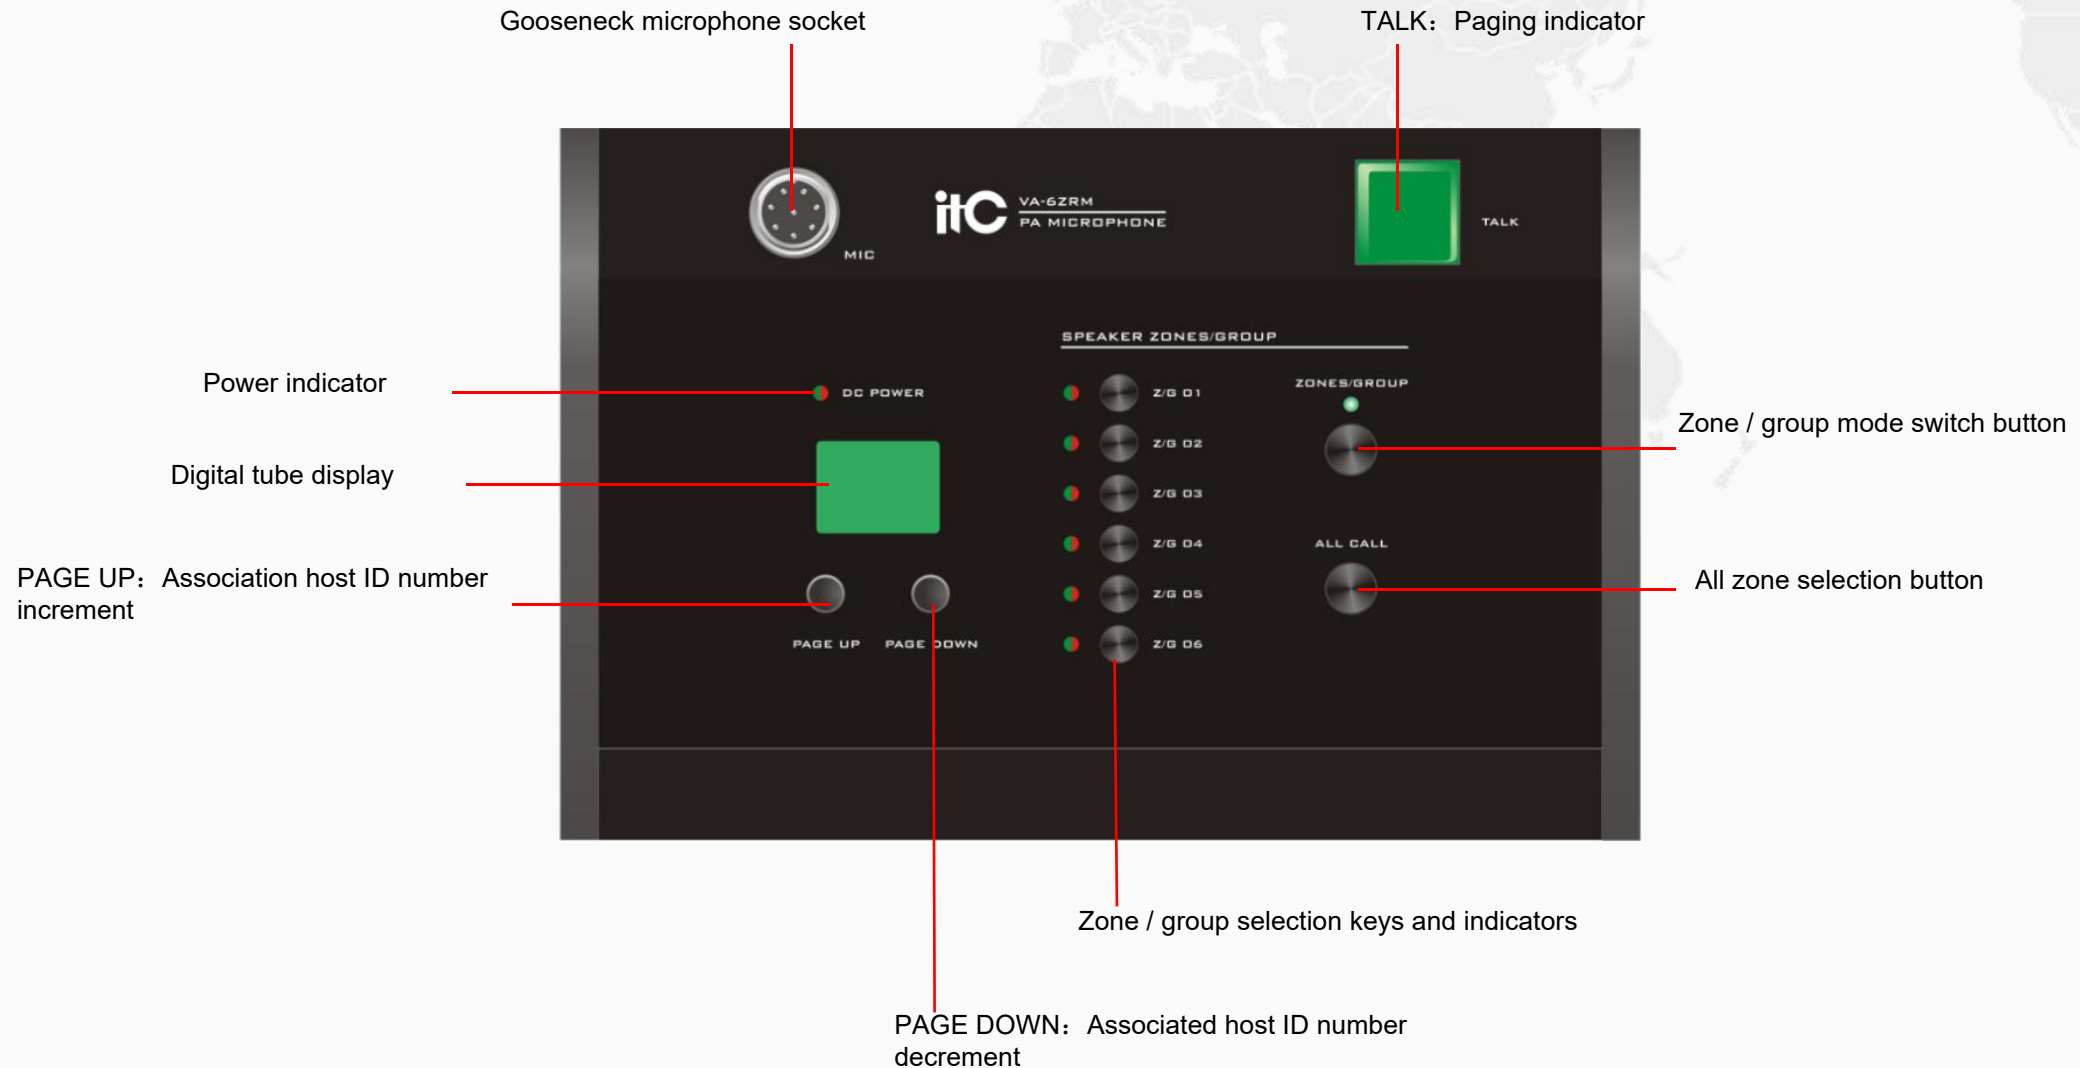 Gooseneck microphone socket
TALK：Paging indicator
MIC
itc
VA-6ZRM
PA MICROPHONE
TALK
SPEAKER ZONES/GROUP
Power indicator
DC POWER
Z/G 01
ZONES/GROUP
Zone / group mode switch button
Z/G 02
Digital tube display
Z/G 03
Z/G 04
ALL CALL
PAGE UP：Association host ID number
increment
Z/G 05
All zone selection button
PAGE UP
PAGE DOWN
Z/G 06
Zone / group selection keys and indicators
PAGE DOWN：Associated host ID number
decrement